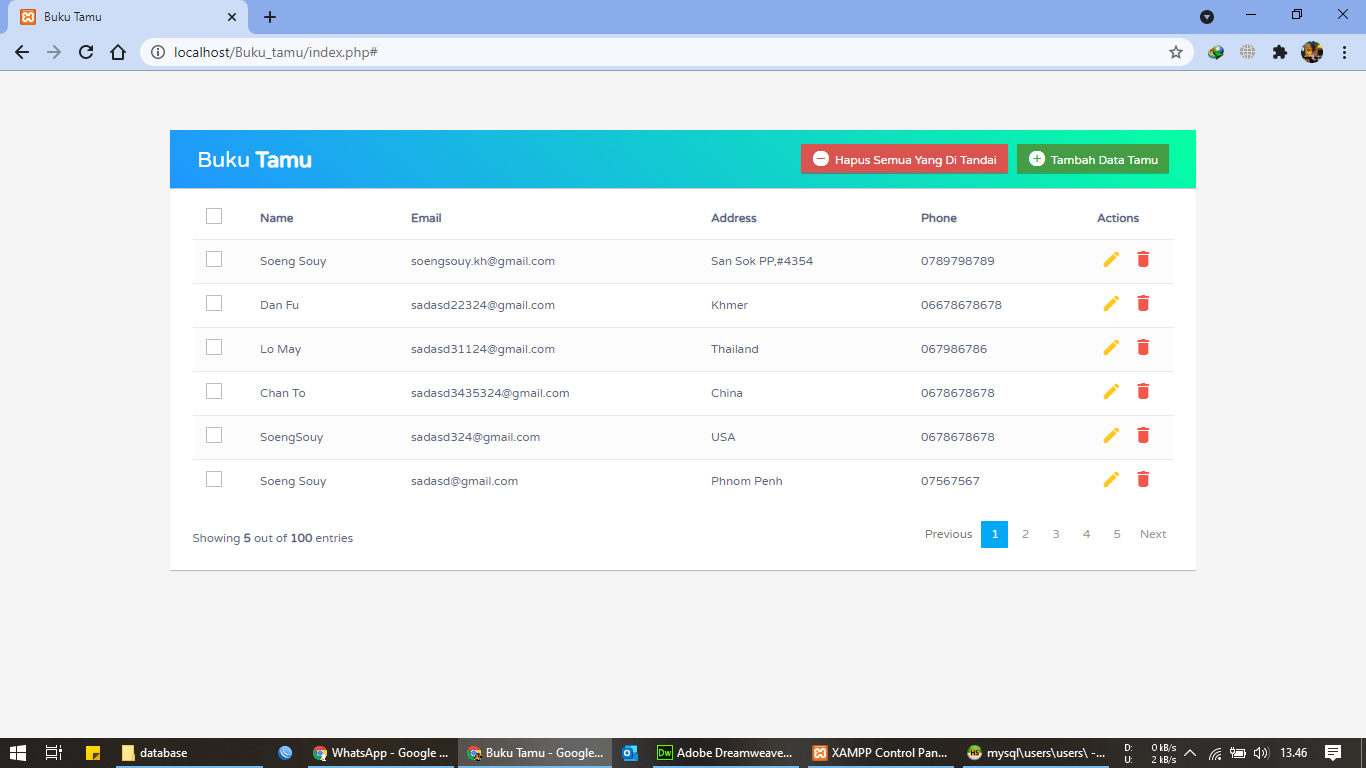 Buku Tamu
localhost/Buku_tamu/index.php#
Buku Tamu
Hapus Semua Yang Di Tandai
Tambah Data Tamu
Name Email Address Phone Actions
Soeng Souy soengsouy.kh@gmail.com San Sok PP,#4354 0789798789
Dan Fu sadasd22324@gmail.com Khmer 06678678678
Lo May sadasd31124@gmail.com Thailand 067986786
Chan To sadasd3435324@gmail.com China 0678678678
SoengSouy sadasd324@gmail.com USA 0678678678
Soeng Souy sadasd@gmail.com Phnom Penh 07567567
Showing 5 out of 100 entries
Previous 1 2 3 4 5 Next
database
WhatsApp - Google ...
Buku Tamu - Google...
Dw Adobe Dreamweave...
XAMPP Control Pan...
HS mysql\users\users\ -...
D: 0 kB/s
U: 2 kB/s
13.46